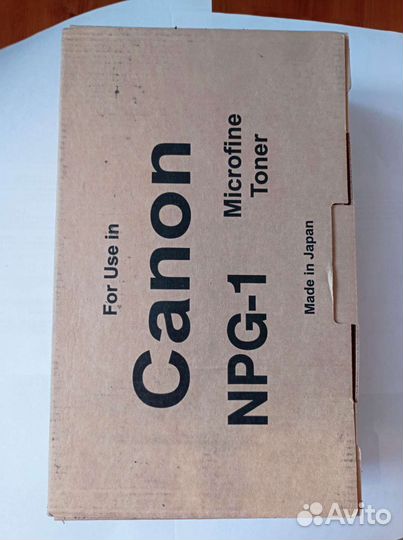 For Use in
Canon
NPG-1 Microfine
Toner
Made in Japan
Avito